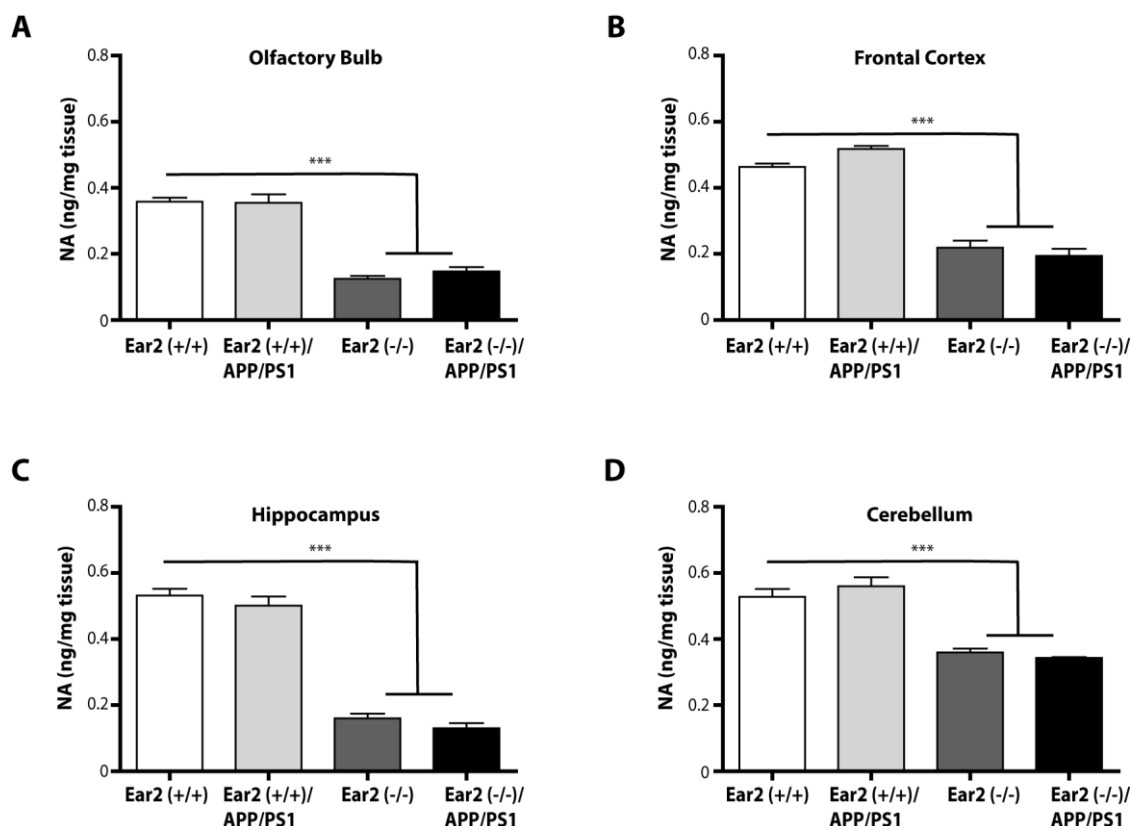 A
Olfactory Bulb
NA (ng/mg tissue)
0.8
0.6
0.4
0.2
0
***
Ear2 (+/+) Ear2 (+/+)/ Ear2 (-/-) Ear2 (-/-)/
APP/PS1 APP/PS1
B
Frontal Cortex
NA (ng/mg tissue)
0.8
0.6
0.4
0.2
0
***
Ear2 (+/+) Ear2 (+/+)/ Ear2 (-/-) Ear2 (-/-)/
APP/PS1 APP/PS1
C
Hippocampus
NA (ng/mg tissue)
0.8
0.6
0.4
0.2
0
***
Ear2 (+/+) Ear2 (+/+)/ Ear2 (-/-) Ear2 (-/-)/
APP/PS1 APP/PS1
D
Cerebellum
NA (ng/mg tissue)
0.8
0.6
0.4
0.2
0
***
Ear2 (+/+) Ear2 (+/+)/ Ear2 (-/-) Ear2 (-/-)/
APP/PS1 APP/PS1